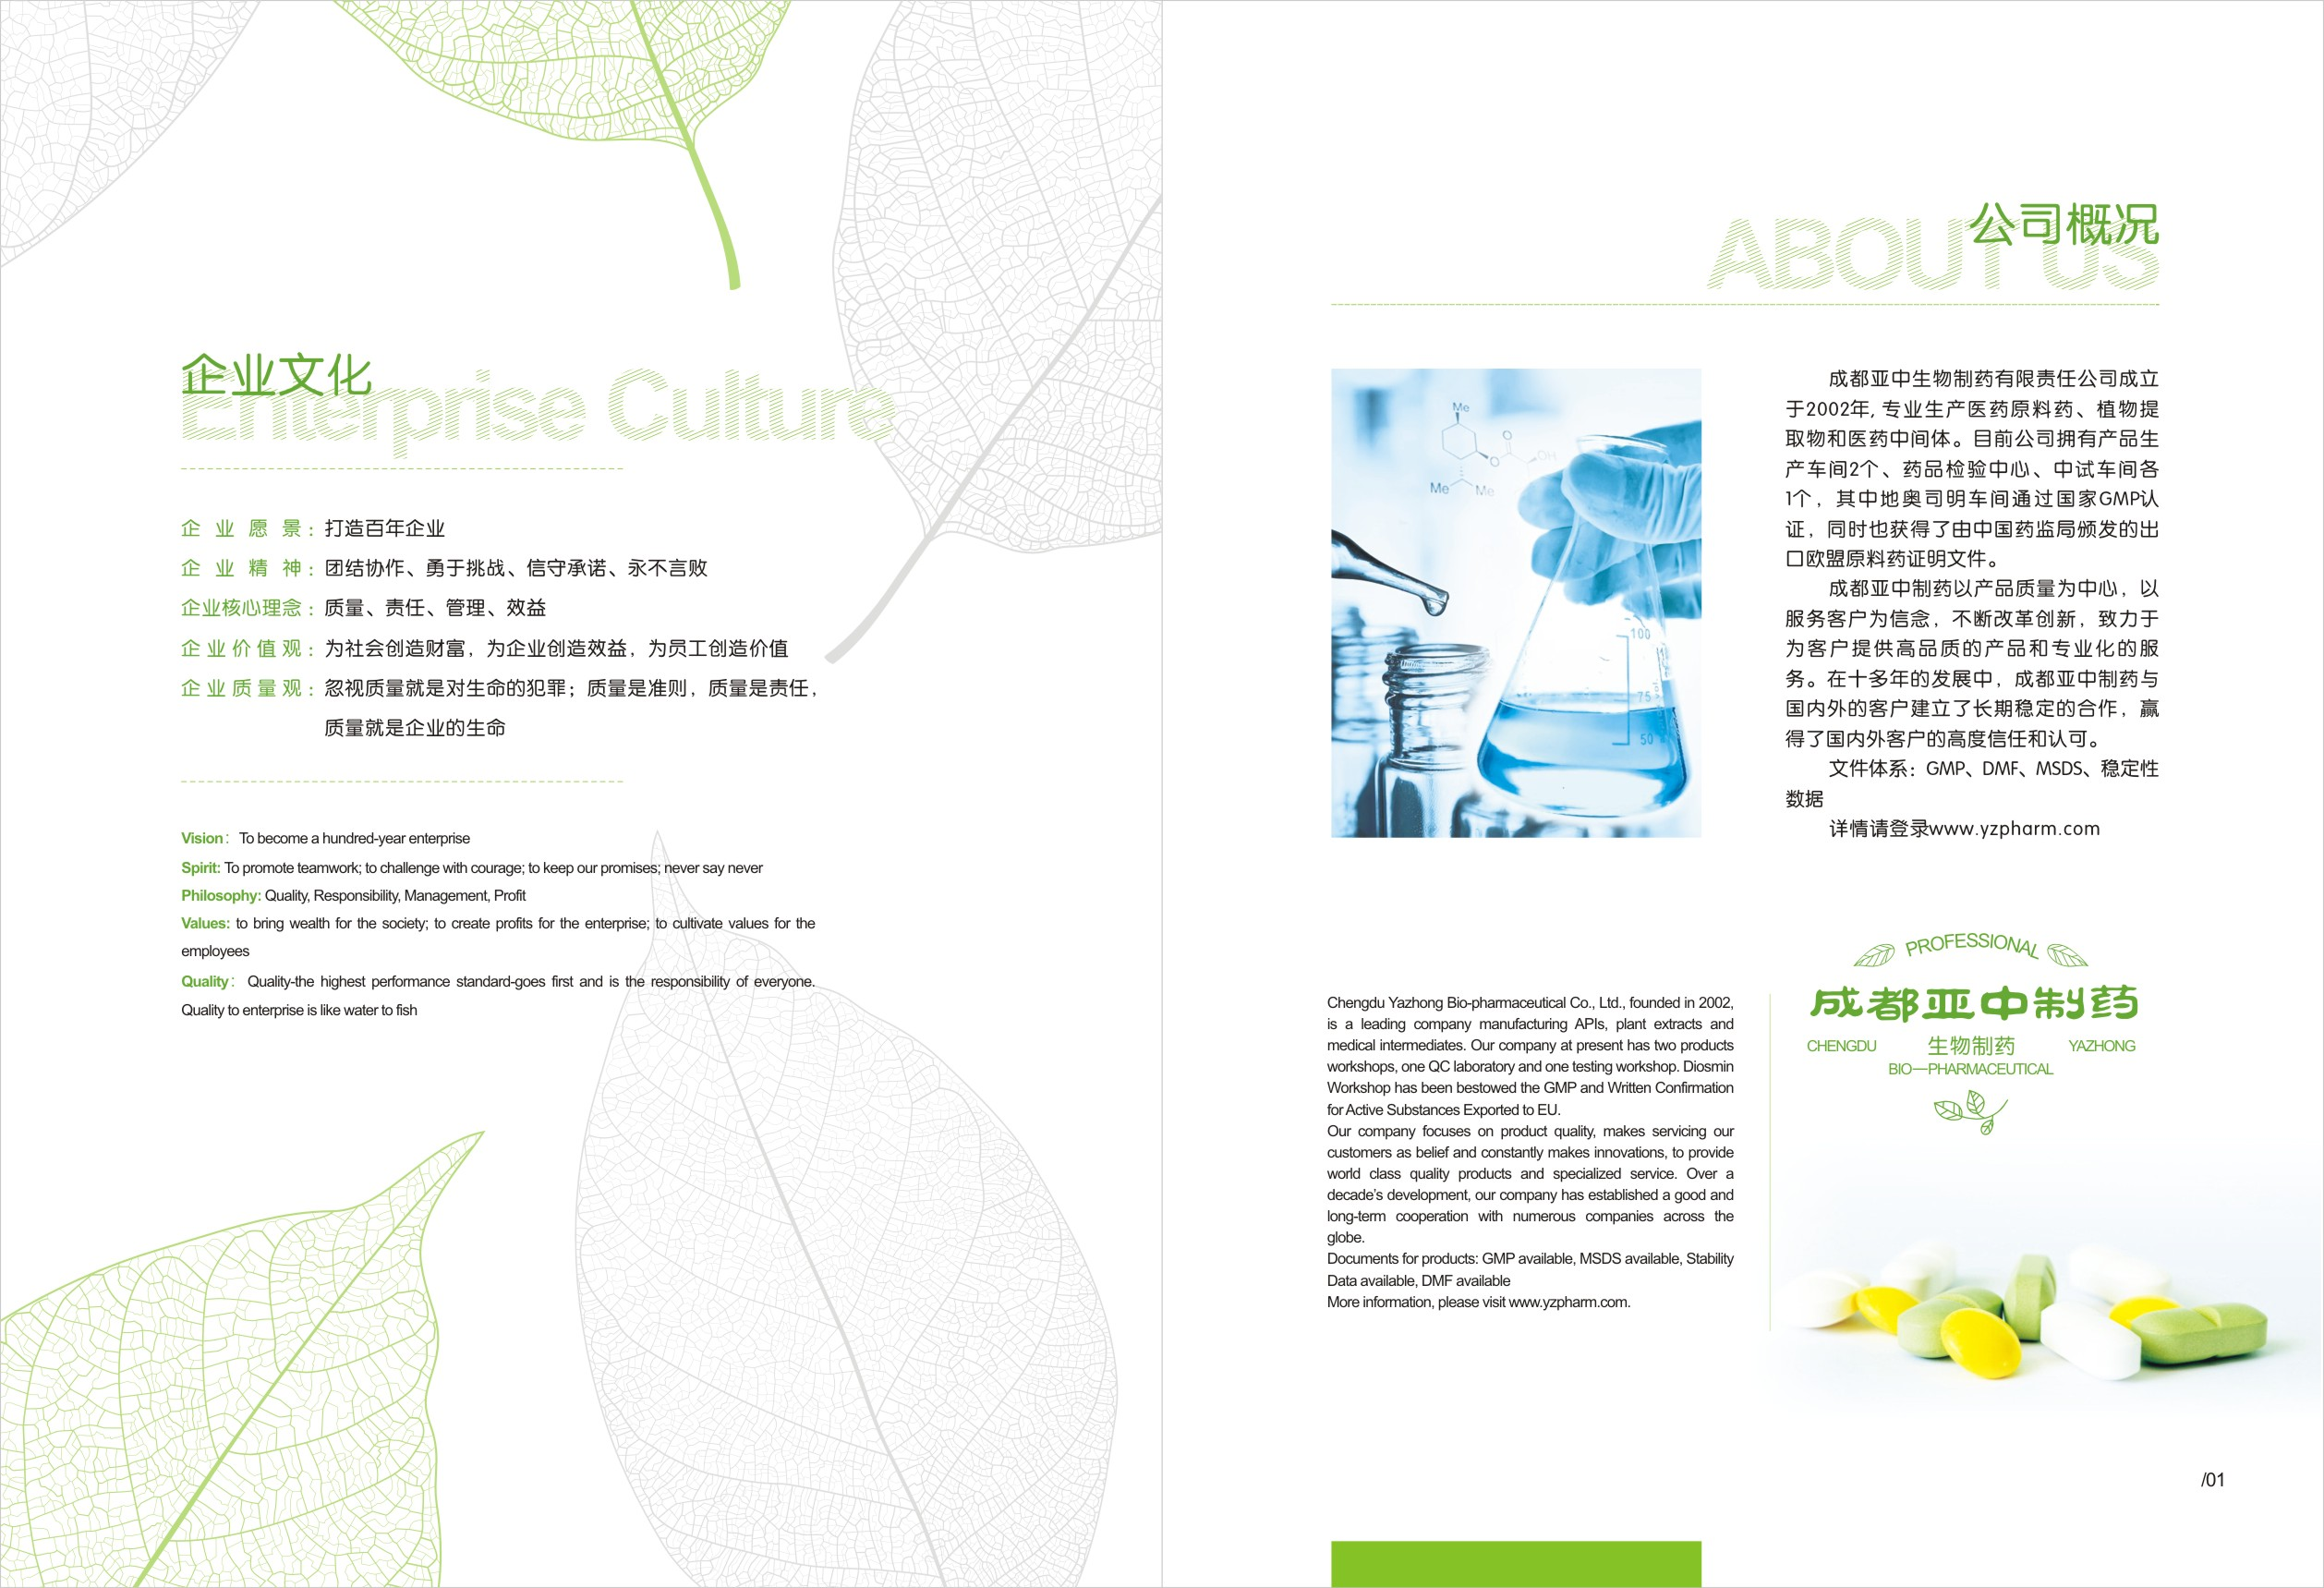 企业文化
Enterprise Culture
企业愿景：打造百年企业
企业精神：团结协作、勇于挑战、信守承诺、永不言败
企业核心理念：质量、责任、管理、效益
企业价值观：为社会创造财富，为企业创造效益，为员工创造价值
企业质量观：忽视质量就是对生命的犯罪；质量是准则，质量是责任，
质量就是企业的生命
Vision： To become a hundred-year enterprise
Spirit: To promote teamwork; to challenge with courage; to keep our promises; never say never
Philosophy: Quality, Responsibility, Management, Profit
Values: to bring wealth for the society; to create profits for the enterprise; to cultivate values for the
employees
Quality： Quality-the highest performance standard-goes first and is the responsibility of everyone.
Quality to enterprise is like water to fish
公司概况
ABOUT US
Me
O
O
OH
Me
Me
100
75
50
成都亚中生物制药有限责任公司成立
于2002年, 专业生产医药原料药、植物提
取物和医药中间体。目前公司拥有产品生
产车间2个、药品检验中心、中试车间各
1个，其中地奥司明车间通过国家GMP认
证，同时也获得了由中国药监局颁发的出
口欧盟原料药证明文件。
成都亚中制药以产品质量为中心，以
服务客户为信念，不断改革创新，致力于
为客户提供高品质的产品和专业化的服
务。在十多年的发展中，成都亚中制药与
国内外的客户建立了长期稳定的合作，赢
得了国内外客户的高度信任和认可。
文件体系：GMP、DMF、MSDS、稳定性
数据
详情请登录www.yzpharm.com
Chengdu Yazhong Bio-pharmaceutical Co., Ltd., founded in 2002,
is a leading company manufacturing APIs, plant extracts and
medical intermediates. Our company at present has two products
workshops, one QC laboratory and one testing workshop. Diosmin
Workshop has been bestowed the GMP and Written Confirmation
for Active Substances Exported to EU.
Our company focuses on product quality, makes servicing our
customers as belief and constantly makes innovations, to provide
world class quality products and specialized service. Over a
decade's development, our company has established a good and
long-term cooperation with numerous companies across the
globe.
Documents for products: GMP available, MSDS available, Stability
Data available, DMF available
More information, please visit www.yzpharm.com.
PROFESSIONAL
成都亚中制药
CHENGDU 生物制药 YAZHONG
BIO—PHARMACEUTICAL
/01